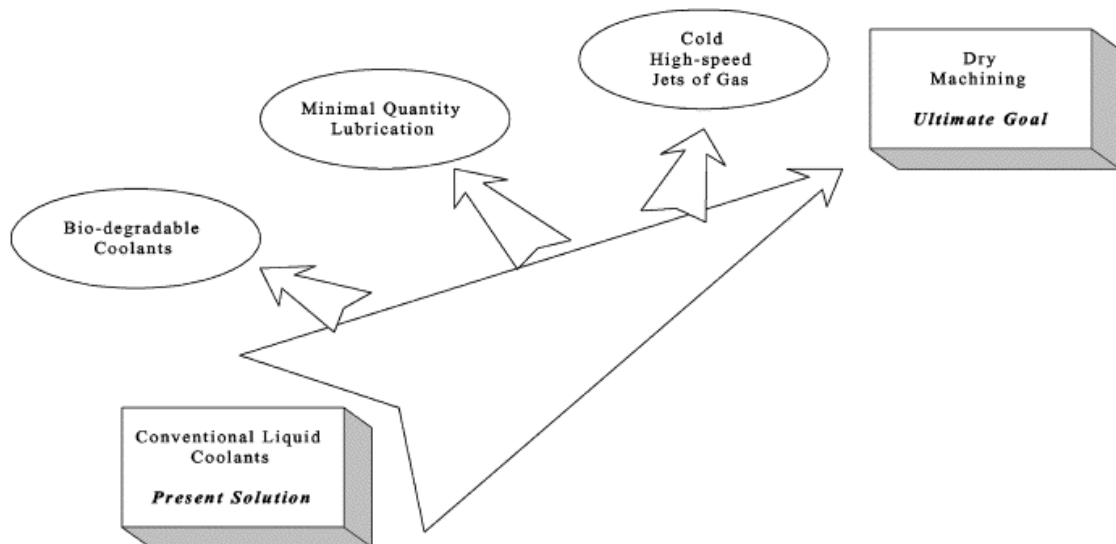 Cold
High-speed
Jets of Gas
Dry
Machining
Ultimate Goal
Minimal Quantity
Lubrication
Bio-degradable
Coolants
Conventional Liquid
Coolants
Present Solution